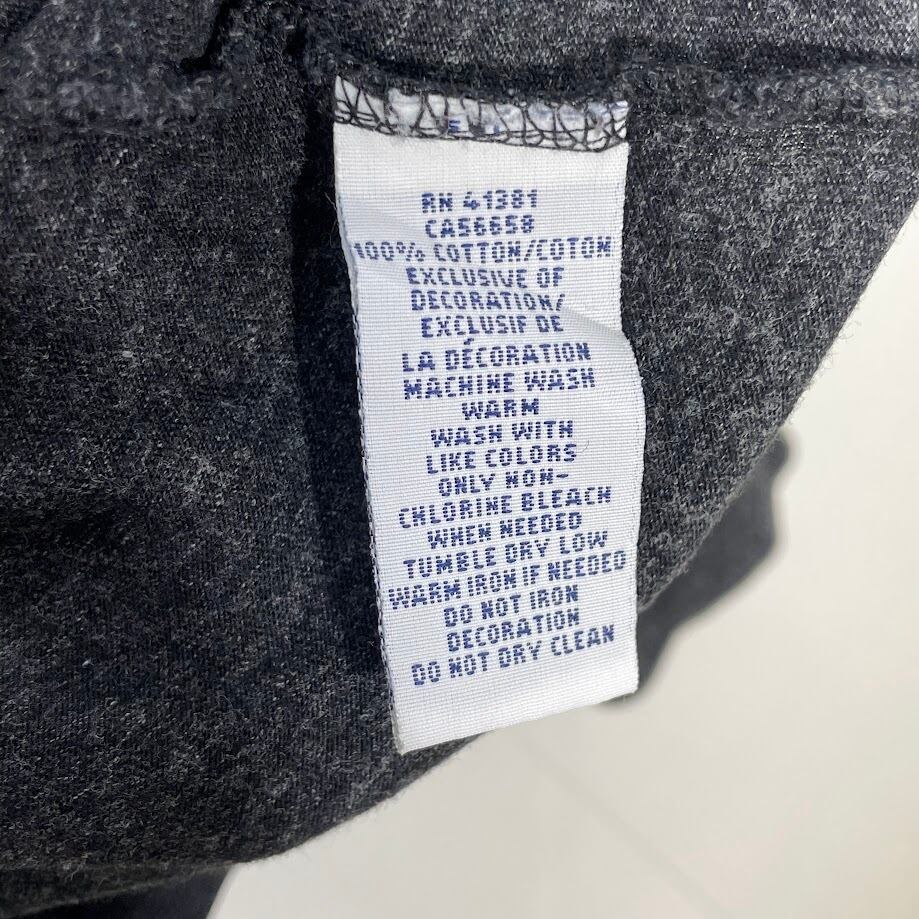 RN 41381
CA56658
100% COTTON/COTON
EXCLUSIVE OF
DECORATION/
EXCLUSIF DE
LA DÉCORATION
MACHINE WASH
WARM
WASH WITH
LIKE COLORS
ONLY NON-
CHLORINE BLEACH
WHEN NEEDED
TUMBLE DRY LOW
WARM IRON IF NEEDED
DO NOT IRON
DECORATION
DO NOT DRY CLEAN